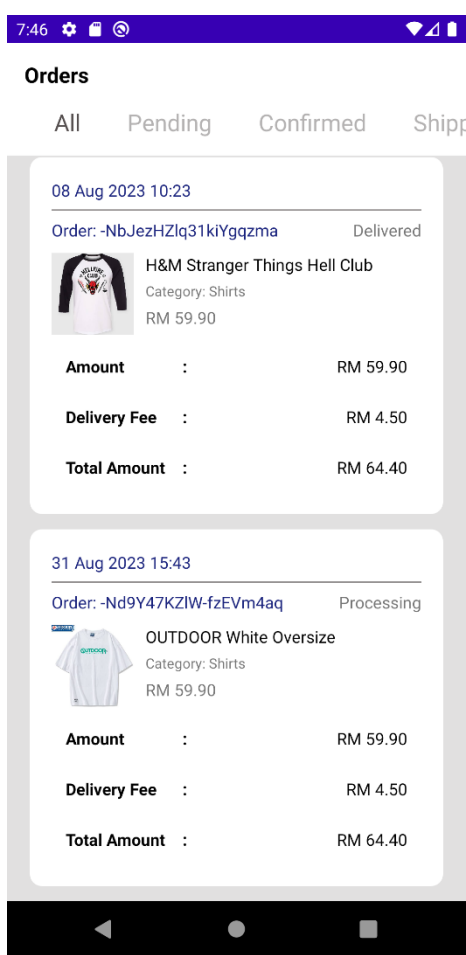 7:46
Orders
All Pending Confirmed Shipp
08 Aug 2023 10:23
Order: -NbJezHZlq31kiYgqzma Delivered
HELLFIRE
CLUB
H&M Stranger Things Hell Club
Category: Shirts
RM 59.90
Amount : RM 59.90
Delivery Fee : RM 4.50
Total Amount : RM 64.40
31 Aug 2023 15:43
Order: -Nd9Y47KZlW-fzEVm4aq Processing
OUTDOOR
OUTDOOR White Oversize
Category: Shirts
RM 59.90
Amount : RM 59.90
Delivery Fee : RM 4.50
Total Amount : RM 64.40